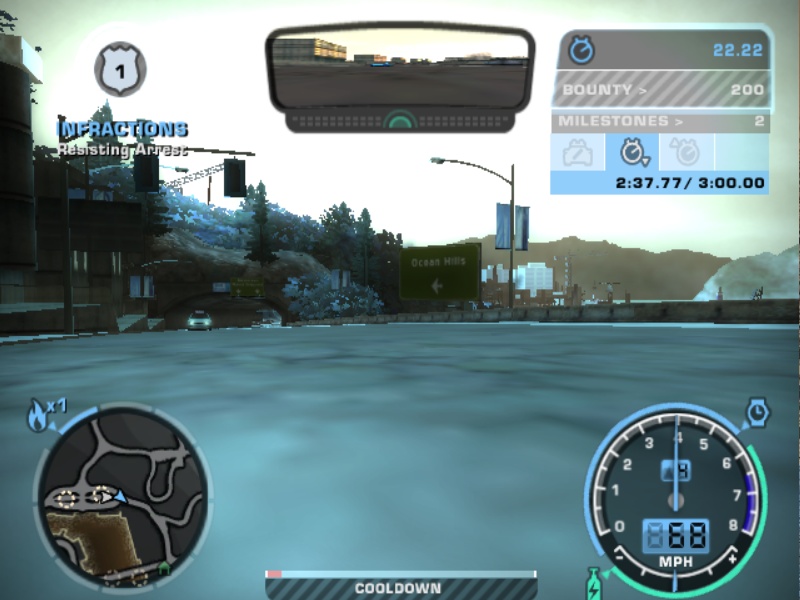 1
22.22
BOUNTY > 200
MILESTONES > 2
2:37.77/ 3:00.00
INFRACTIONS
Resisting Arrest
Ocean Hills
x1
0 1 2 3 4 5 6 7 8
4
68
MPH
- +
COOLDOWN